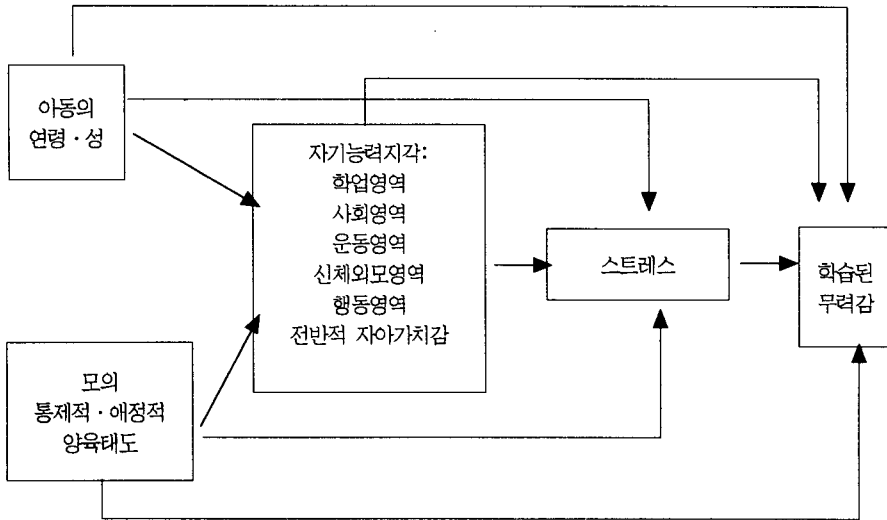 아동의
연령 · 성
자기능력지각:
학업영역
사회영역
운동영역
신체외모영역
행동영역
전반적 자아가치감
스트레스
학습된
무력감
모의
통제적 · 애정적
양육태도